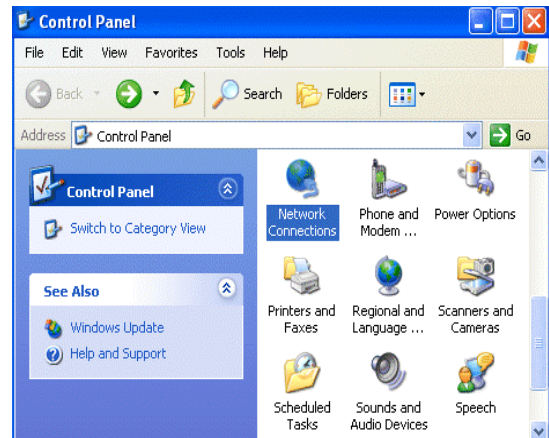 Control Panel
File Edit View Favorites Tools Help
Back Search Folders
Address Control Panel Go
Control Panel
Switch to Category View
See Also
Windows Update
Help and Support
Network Connections
Phone and Modem ...
Power Options
Printers and Faxes
Regional and Language ...
Scanners and Cameras
Scheduled Tasks
Sounds and Audio Devices
Speech